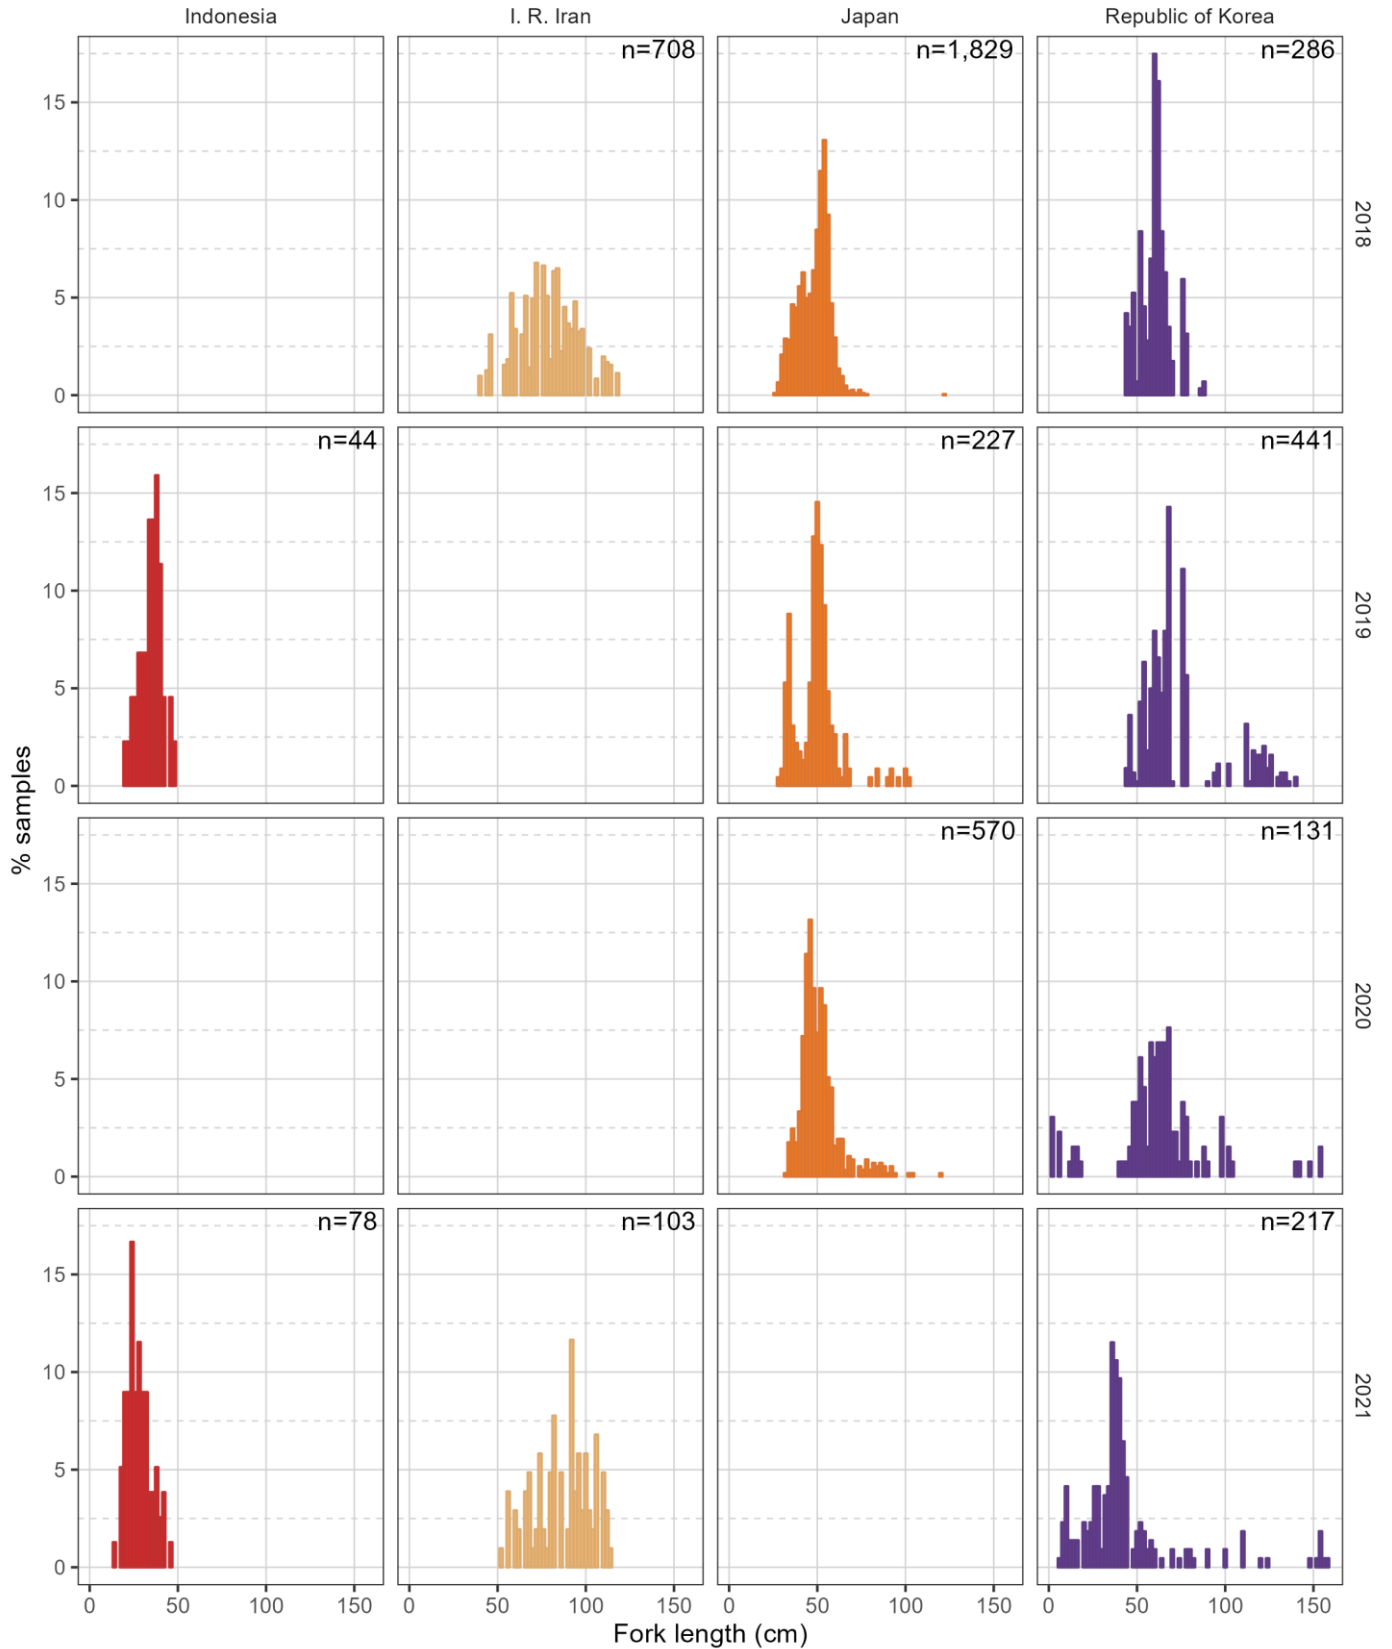 Indonesia I. R. Iran Japan Republic of Korea
n=708 n=1,829 n=286
15
10
5
0
2018
n=44 n=227 n=441
15
10
5
0
2019
n=570 n=131
15
10
5
0
2020
n=78 n=103 n=217
15
10
5
0
2021
% samples
0 50 100 150 0 50 100 150 0 50 100 150 0 50 100 150
Fork length (cm)